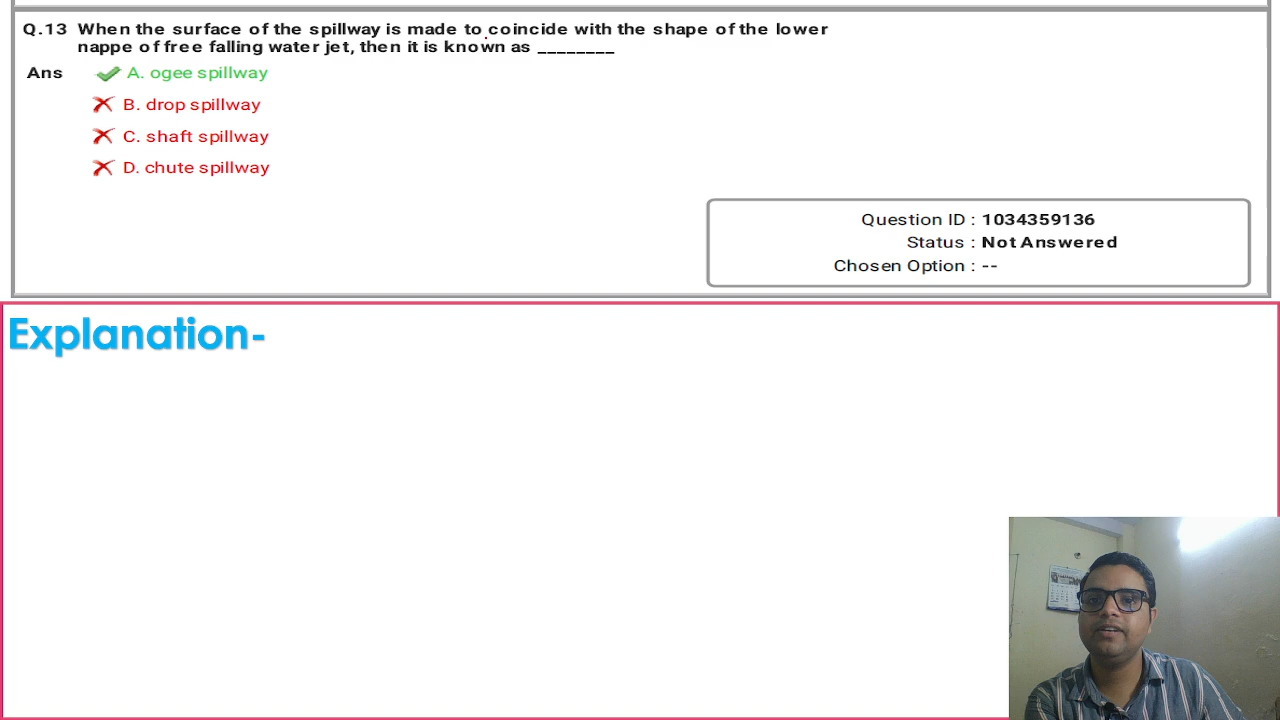 Q.13 When the surface of the spillway is made to coincide with the shape of the lower
nappe of free falling water jet, then it is known as ________
Ans A. ogee spillway
B. drop spillway
C. shaft spillway
D. chute spillway
Question ID : 1034359136
Status : Not Answered
Chosen Option : --
Explanation-